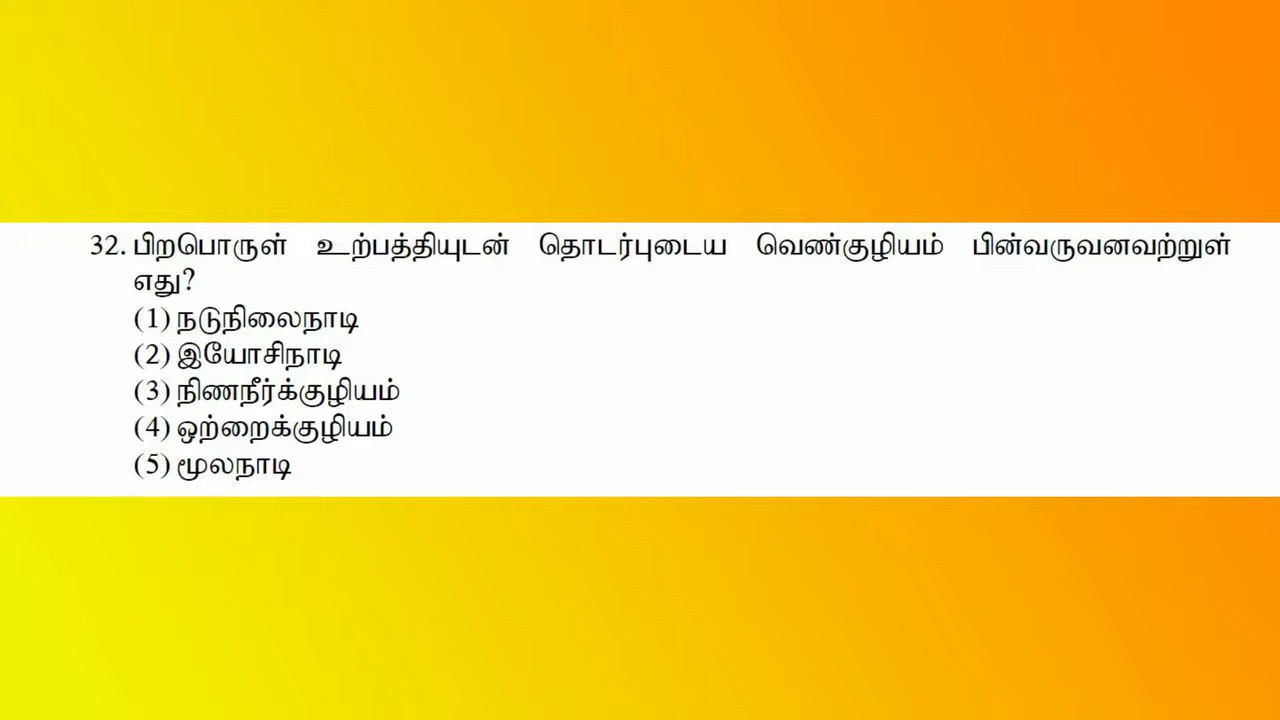 32. பிறபொருள் உற்பத்தியுடன் தொடர்புடைய வெண்குழியம் பின்வருவனவற்றுள்
எது?
(1) நடுநிலைநாடி
(2) இயோசிநாடி
(3) நிணநீர்க்குழியம்
(4) ஒற்றைக்குழியம்
(5) மூலநாடி